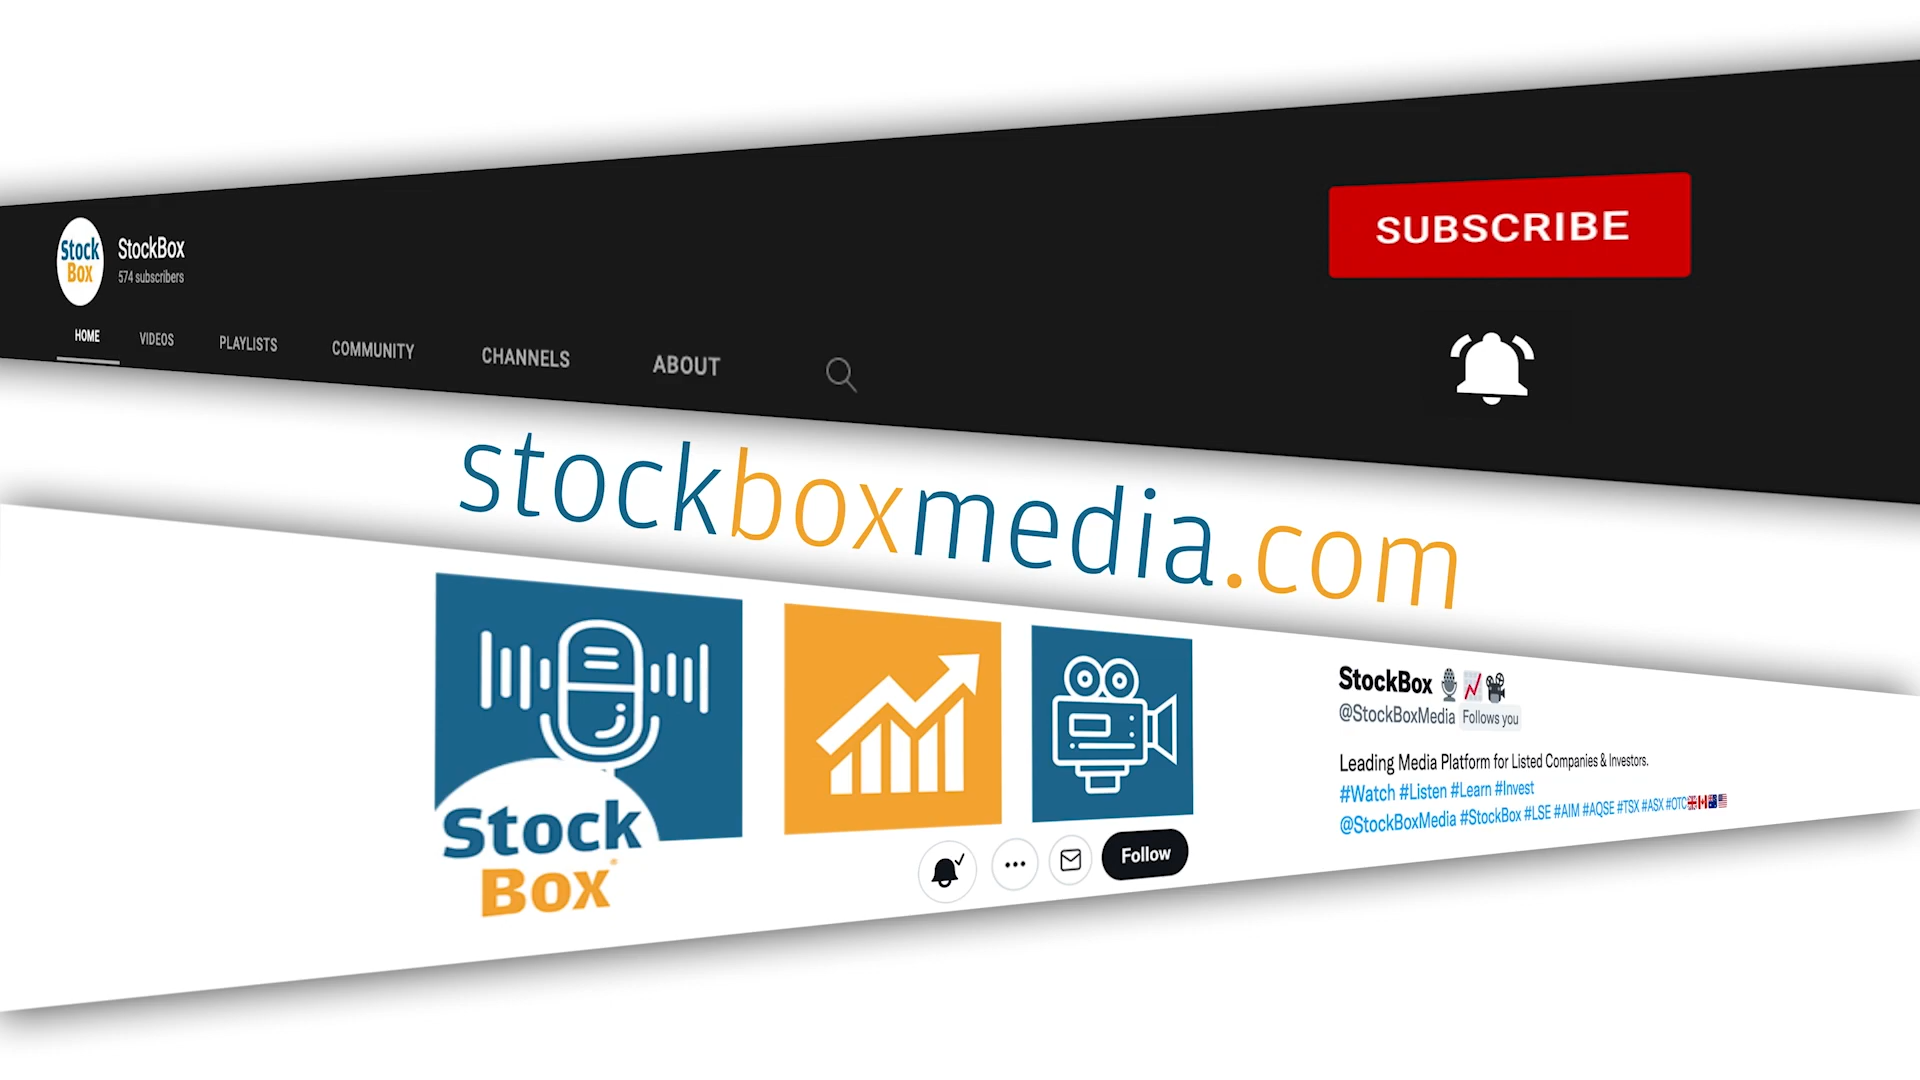 Stock
Box
StockBox
574 subscribers
SUBSCRIBE
HOME VIDEOS PLAYLISTS COMMUNITY CHANNELS ABOUT
stockboxmedia.com
Stock
Box
Follow
StockBox
@StockBoxMedia Follows you
Leading Media Platform for Listed Companies & Investors.
#Watch #Listen #Learn #Invest
@StockBoxMedia #StockBox #LSE #AIM #AQSE #TSX #ASX #OTC